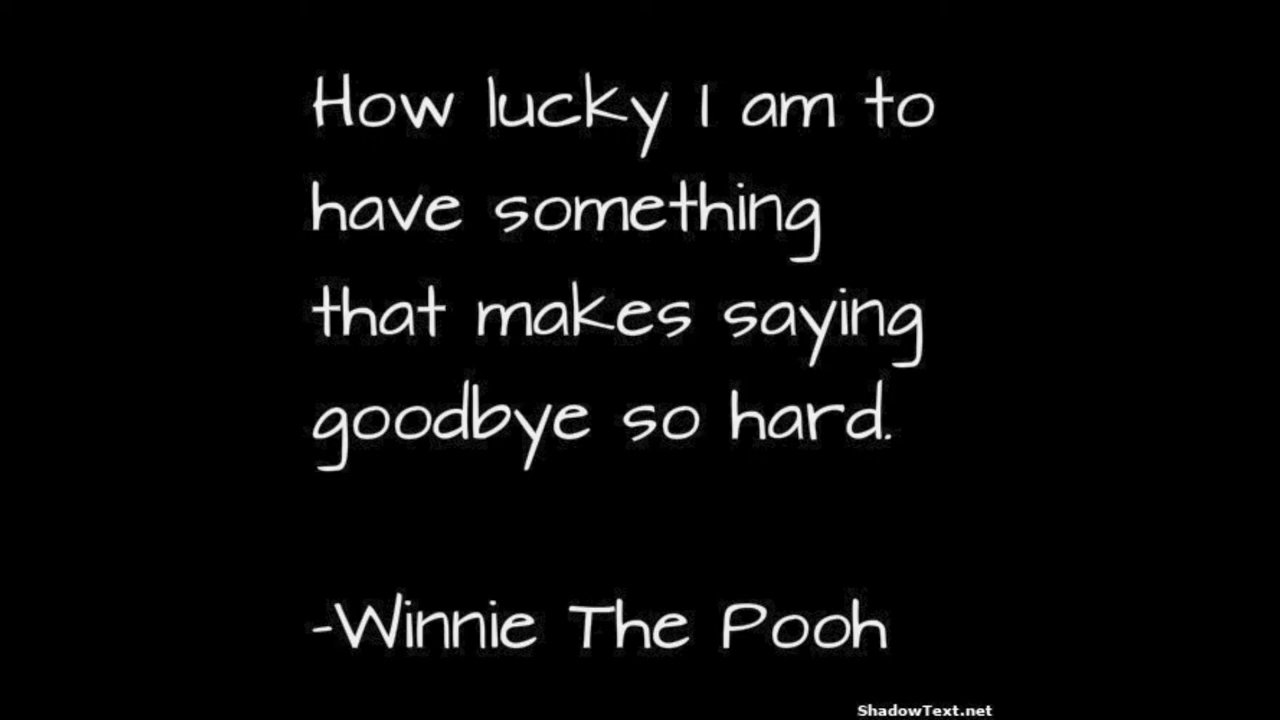 How lucky I am to
have something
that makes saying
goodbye so hard.
-Winnie The Pooh
ShadowText.net